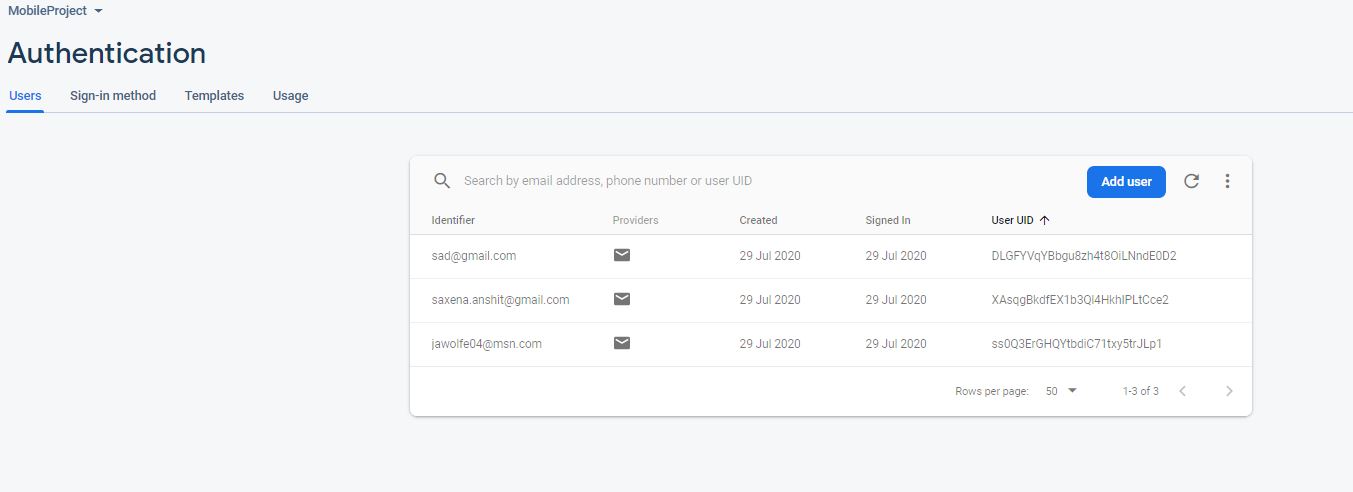 MobileProject
Authentication
Users Sign-in method Templates Usage
Search by email address, phone number or user UID Add user
Identifier Providers Created Signed In User UID
sad@gmail.com 29 Jul 2020 29 Jul 2020 DLGFYVqYBbgu8zh4t8OiLNndE0D2
saxena.anshit@gmail.com 29 Jul 2020 29 Jul 2020 XAsqgBkdfEX1b3Ql4HkhIPLtCce2
jawolfe04@msn.com 29 Jul 2020 29 Jul 2020 ss0Q3ErGHQYtbdiC71txy5trJLp1
Rows per page: 50 1-3 of 3